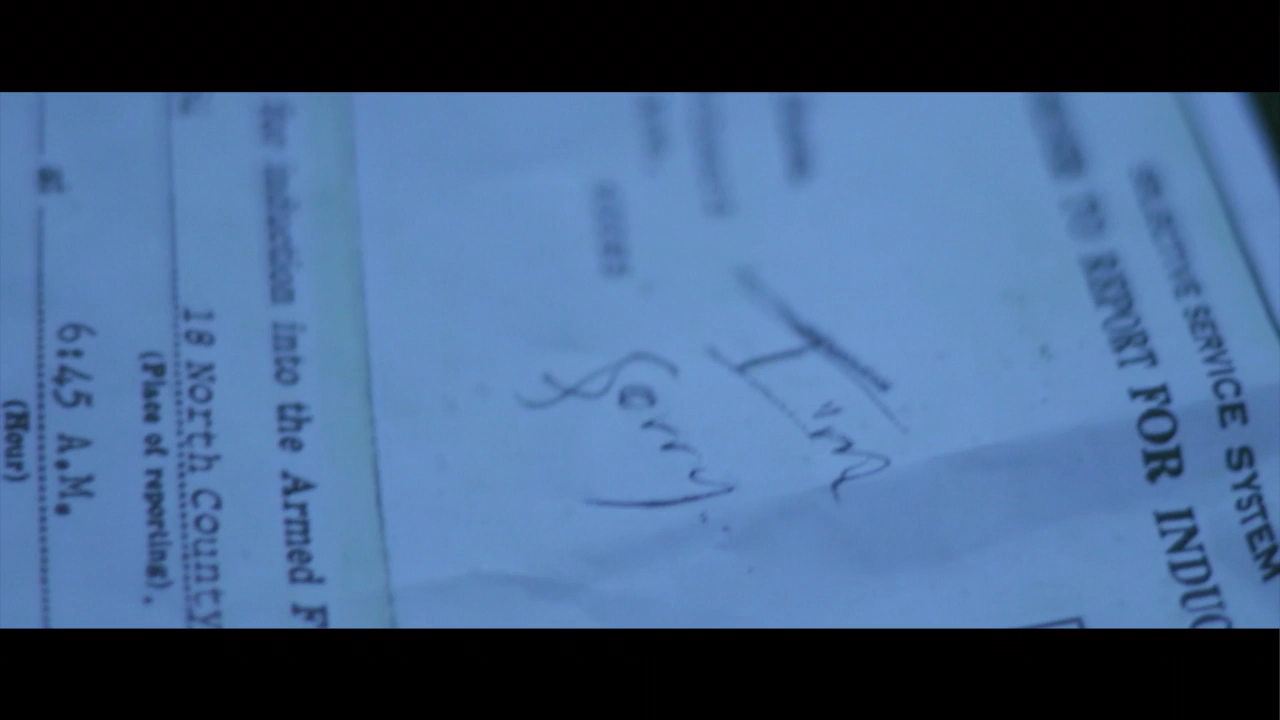 SELECTIVE SERVICE SYSTEM
TO REPORT FOR INDUC
I'm
Sorry.
for induction into the Armed F
18 North County
(Place of reporting).
at 6:45 A.M.
(Hour)